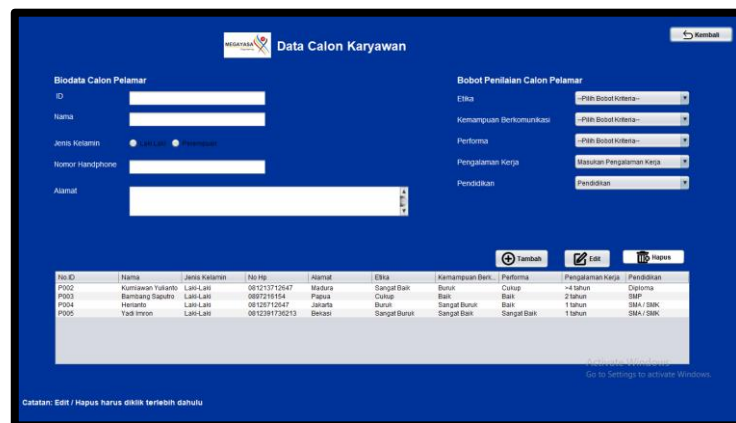 MEGAYASA
Data Calon Karyawan
Kembali
Biodata Calon Pelamar
ID
Nama
Jenis Kelamin
Laki-Laki
Perempuan
Nomor Handphone
Alamat
Bobot Penilaian Calon Pelamar
Etika
--Pilih Bobot Kriteria--
Kemampuan Berkomunikasi
--Pilih Bobot Kriteria--
Performa
--Pilih Bobot Kriteria--
Pengalaman Kerja
Masukan Pengalaman Kerja
Pendidikan
Pendidikan
Tambah
Edit
Hapus
No.ID Nama Jenis Kelamin No Hp Alamat Etika Kemampuan Berk... Performa Pengalaman Kerja Pendidikan
P002 Kurniawan Yulianto Laki-Laki 081213712647 Madura Sangat Baik Buruk Cukup >4 tahun Diploma
P003 Bambang Saputro Laki-Laki 0897216154 Papua Cukup Baik Baik 2 tahun SMP
P004 Herianto Laki-Laki 08126712647 Jakarta Buruk Sangat Buruk Baik 1 tahun SMA / SMK
P005 Yadi Imron Laki-Laki 0812391736213 Bekasi Sangat Buruk Sangat Baik Sangat Baik 1 tahun SMA / SMK
Activate Windows
Go to Settings to activate Windows.
Catatan: Edit / Hapus harus diklik terlebih dahulu